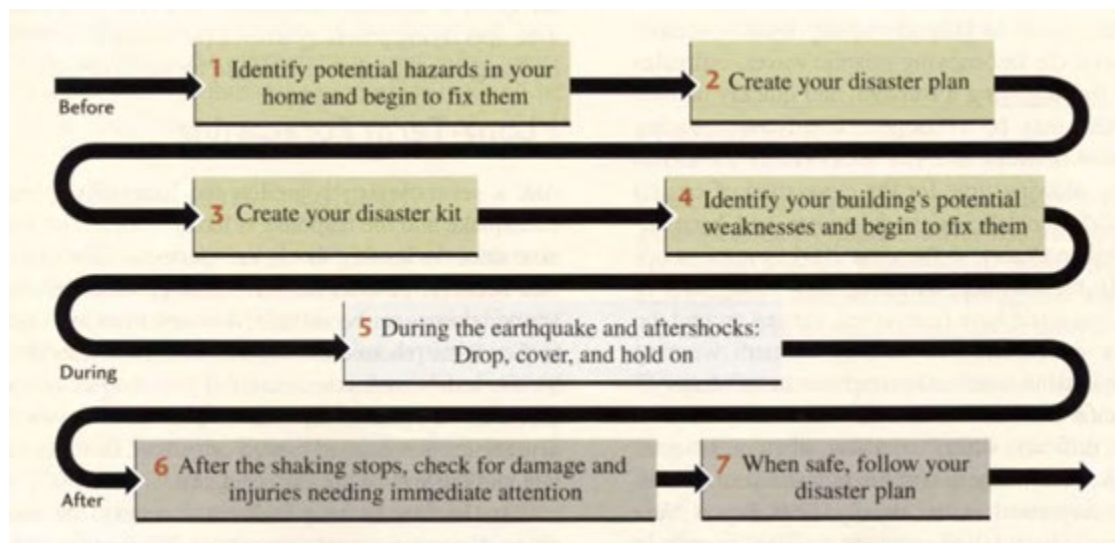 1 Identify potential hazards in your
home and begin to fix them
2 Create your disaster plan
Before
3 Create your disaster kit
4 Identify your building's potential
weaknesses and begin to fix them
5 During the earthquake and aftershocks:
Drop, cover, and hold on
During
6 After the shaking stops, check for damage and
injuries needing immediate attention
7 When safe, follow your
disaster plan
After